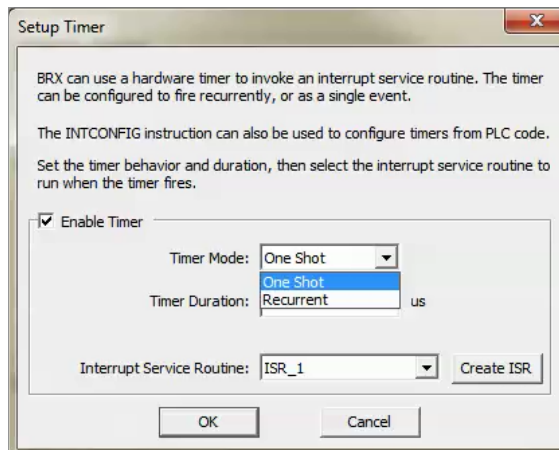 Setup Timer
BRX can use a hardware timer to invoke an interrupt service routine. The timer
can be configured to fire recurrently, or as a single event.
The INTCONFIG instruction can also be used to configure timers from PLC code.
Set the timer behavior and duration, then select the interrupt service routine to
run when the timer fires.
Enable Timer
Timer Mode: One Shot
One Shot
Timer Duration: Recurrent us
Interrupt Service Routine: ISR_1 Create ISR
OK Cancel